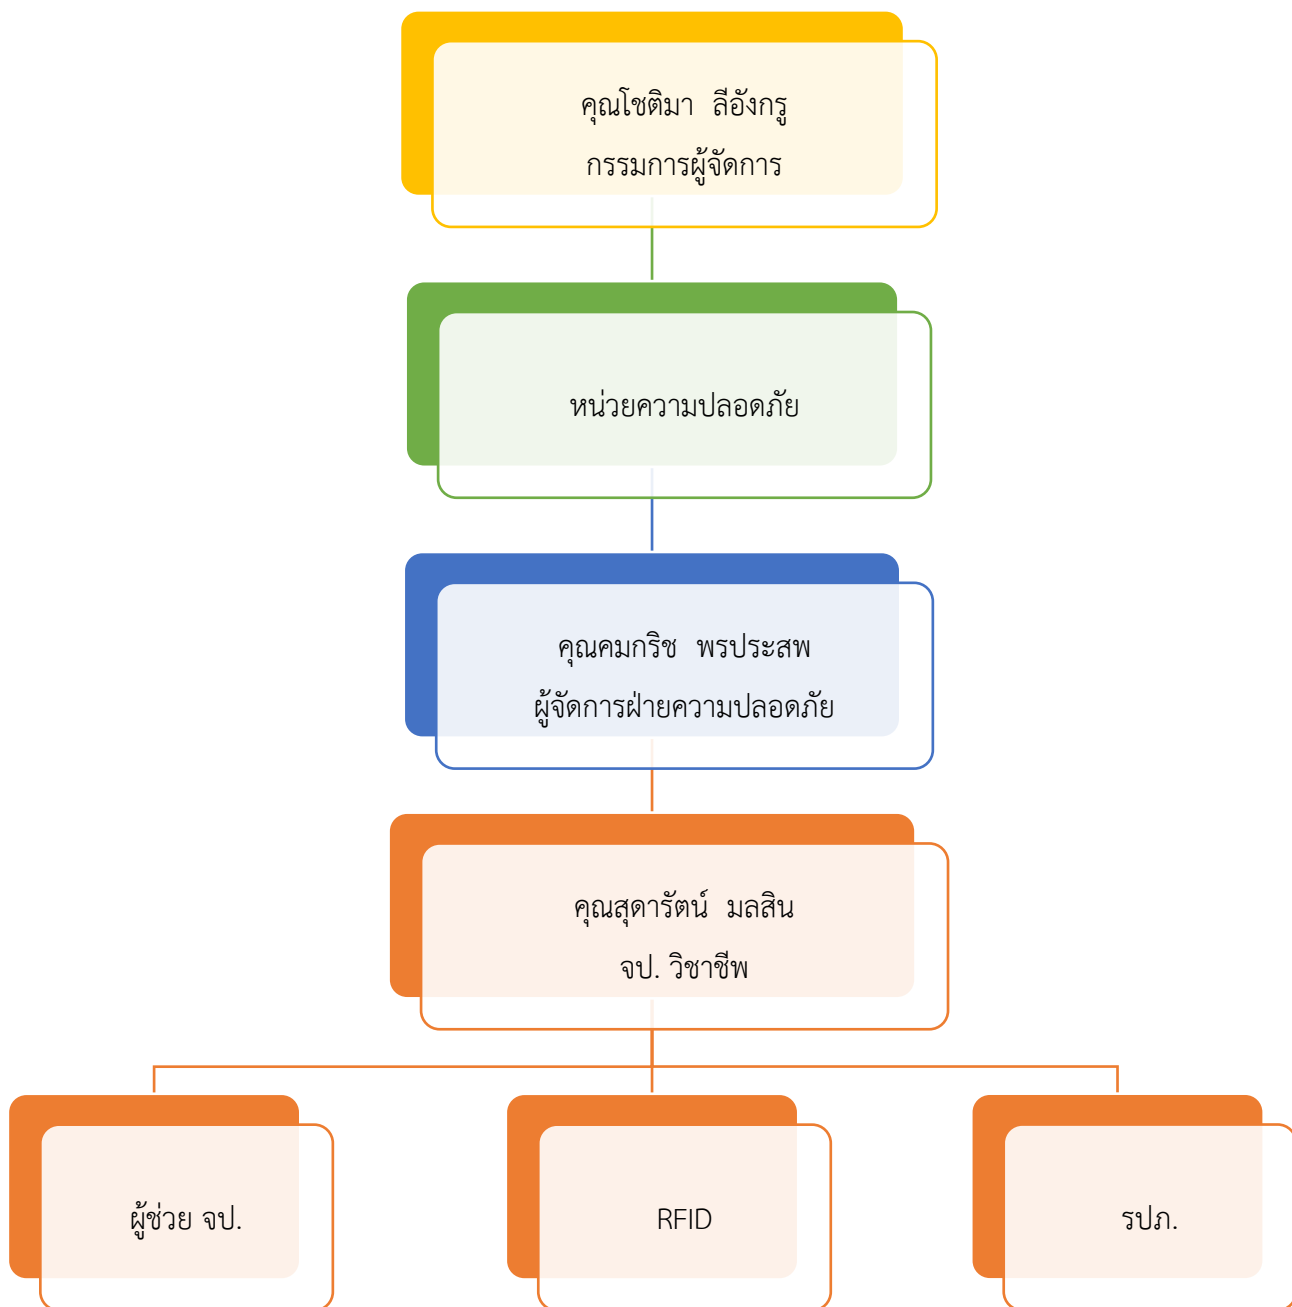 คุณโชติมา ลีอังกรู
กรรมการผู้จัดการ
หน่วยความปลอดภัย
คุณคมกริช พรประสพ
ผู้จัดการฝ่ายความปลอดภัย
คุณสุดารัตน์ มลสิน
จป. วิชาชีพ
ผู้ช่วย จป.
RFID
รปภ.